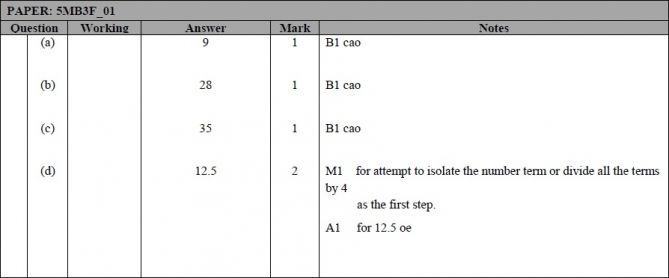 PAPER: 5MB3F_01
Question Working Answer Mark Notes
(a) 9 1 B1 cao
(b) 28 1 B1 cao
(c) 35 1 B1 cao
(d) 12.5 2 M1 for attempt to isolate the number term or divide all the terms
by 4
as the first step.
A1 for 12.5 oe